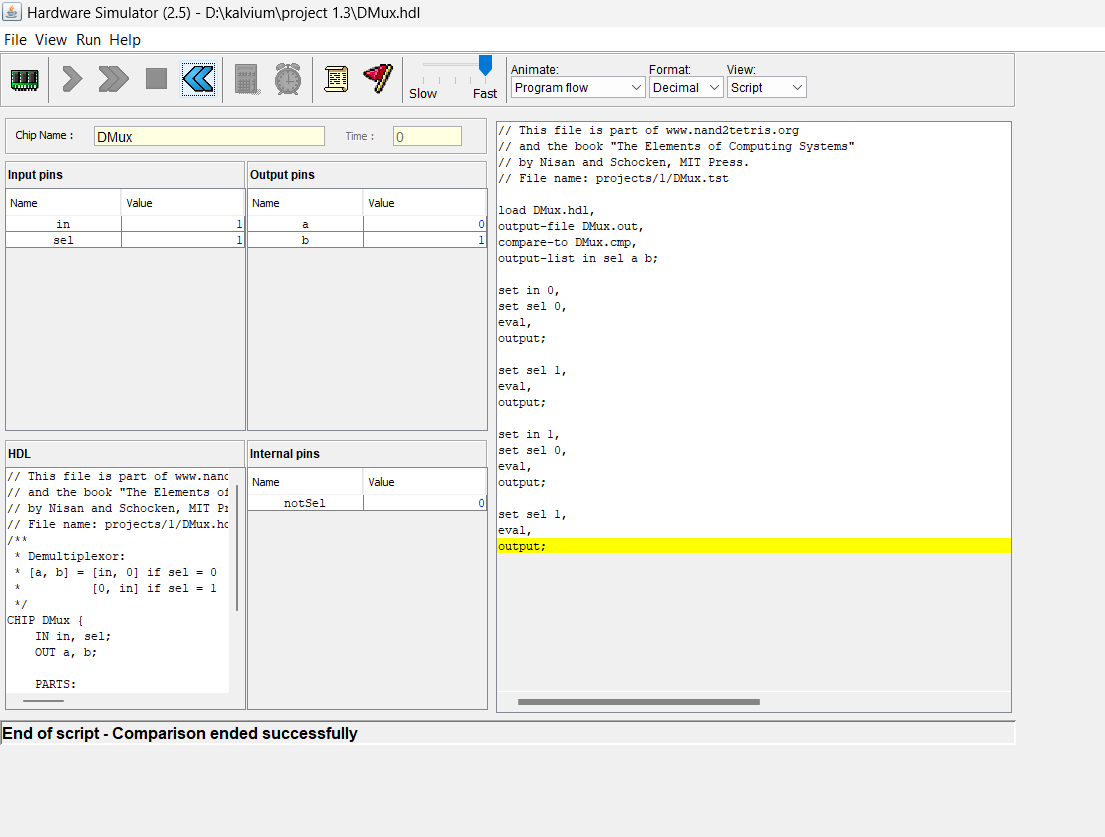 Hardware Simulator (2.5) - D:\kalvium\project 1.3\DMux.hdl
File View Run Help
Slow Fast
Animate: Format: View:
Program flow Decimal Script
Chip Name : DMux Time : 0
Input pins
Name Value
in 1
sel 1
Output pins
Name Value
a 0
b 1
HDL
// This file is part of www.nand
// and the book "The Elements of
// by Nisan and Schocken, MIT Pr
// File name: projects/1/DMux.hd
/**
* Demultiplexor:
* [a, b] = [in, 0] if sel = 0
* [0, in] if sel = 1
*/
CHIP DMux {
IN in, sel;
OUT a, b;
PARTS:
Internal pins
Name Value
notSel 0
// This file is part of www.nand2tetris.org
// and the book "The Elements of Computing Systems"
// by Nisan and Schocken, MIT Press.
// File name: projects/1/DMux.tst
load DMux.hdl,
output-file DMux.out,
compare-to DMux.cmp,
output-list in sel a b;
set in 0,
set sel 0,
eval,
output;
set sel 1,
eval,
output;
set in 1,
set sel 0,
eval,
output;
set sel 1,
eval,
output;
End of script - Comparison ended successfully